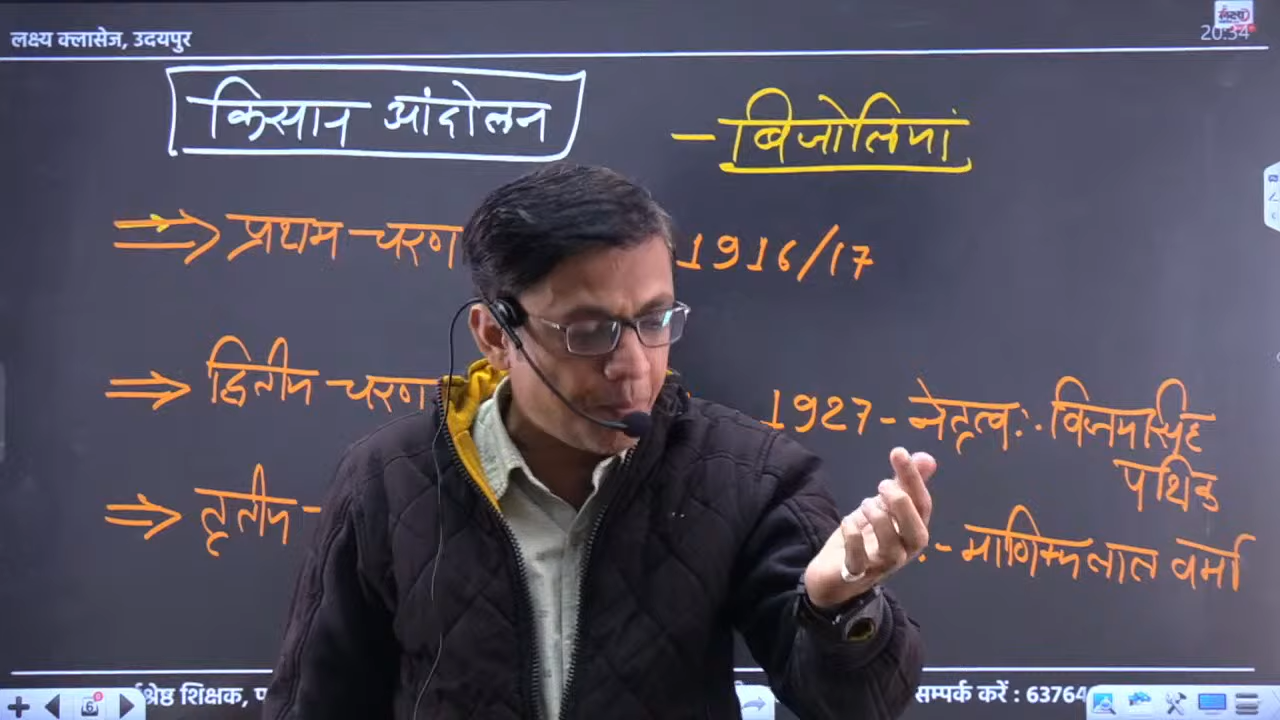 लक्ष्य क्लासेज, उदयपुर
20:34
किसान आंदोलन - बिजोलियां
⇒ प्रथम चरण 1916/17
⇒ द्वितीय चरण 1927 - नेतृत्व :- विजयसिंह
पथिक
⇒ तृतीय - :- माणिक्यलाल वर्मा
श्रेष्ठ शिक्षक,
सम्पर्क करें : 63764